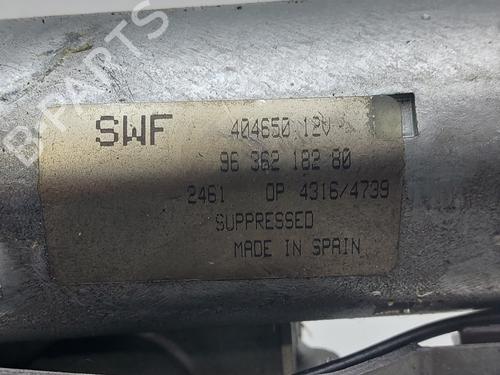 B-PARTS
SWF 404650 12V
96 362 182 80
2461 OP 4316/4739
SUPPRESSED
MADE IN SPAIN